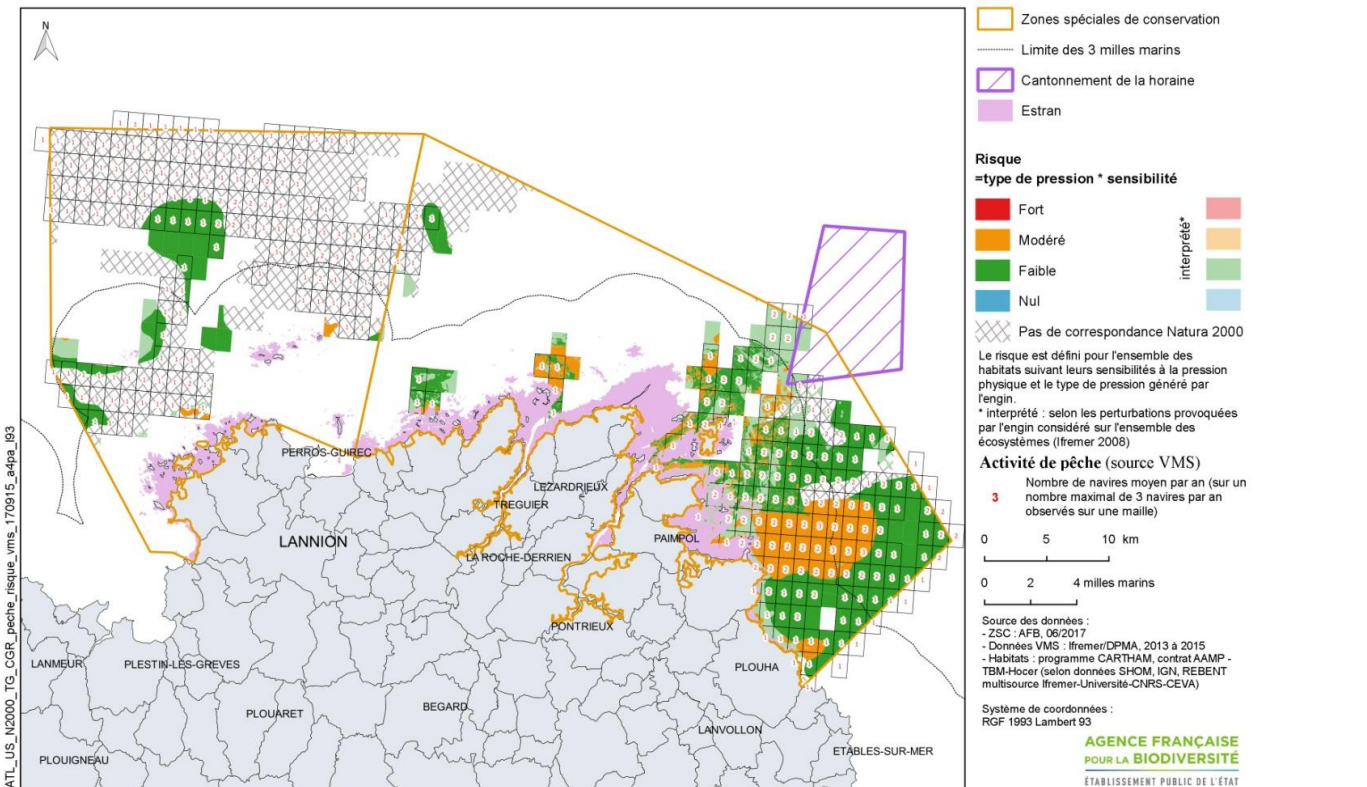 N
PERROS-GUIREC
LEZARDRIEUX
TREGUIER
LANNION
PAIMPOL
LA ROCHE-DERRIEN
PONTRIEUX
LANMEUR
PLESTIN-LES-GREVES
PLOUHA
BEGARD
PLOUARET
LANVOLLON
PLOUIGNEAU
ETABLES-SUR-MER
ATL_US_N2000_TG_CGR_peche_risque_vms_170915_a4pa_l93
Zones spéciales de conservation
Limite des 3 milles marins
Cantonnement de la horaine
Estran
Risque
=type de pression * sensibilité
Fort
Modéré
Faible
Nul
interprété*
Pas de correspondance Natura 2000
Le risque est défini pour l'ensemble des
habitats suivant leurs sensibilités à la pression
physique et le type de pression généré par
l'engin.
* interprété : selon les perturbations provoquées
par l'engin considéré sur l'ensemble des
écosystèmes (Ifremer 2008)
Activité de pêche (source VMS)
3 Nombre de navires moyen par an (sur un
nombre maximal de 3 navires par an
observés sur une maille)
0 5 10 km
0 2 4 milles marins
Source des données :
- ZSC : AFB, 06/2017
- Données VMS : Ifremer/DPMA, 2013 à 2015
- Habitats : programme CARTHAM, contrat AAMP -
TBM-Hocer (selon données SHOM, IGN, REBENT
multisource Ifremer-Université-CNRS-CEVA)
Système de coordonnées :
RGF 1993 Lambert 93
AGENCE FRANÇAISE
POUR LA BIODIVERSITÉ
ÉTABLISSEMENT PUBLIC DE L'ÉTAT